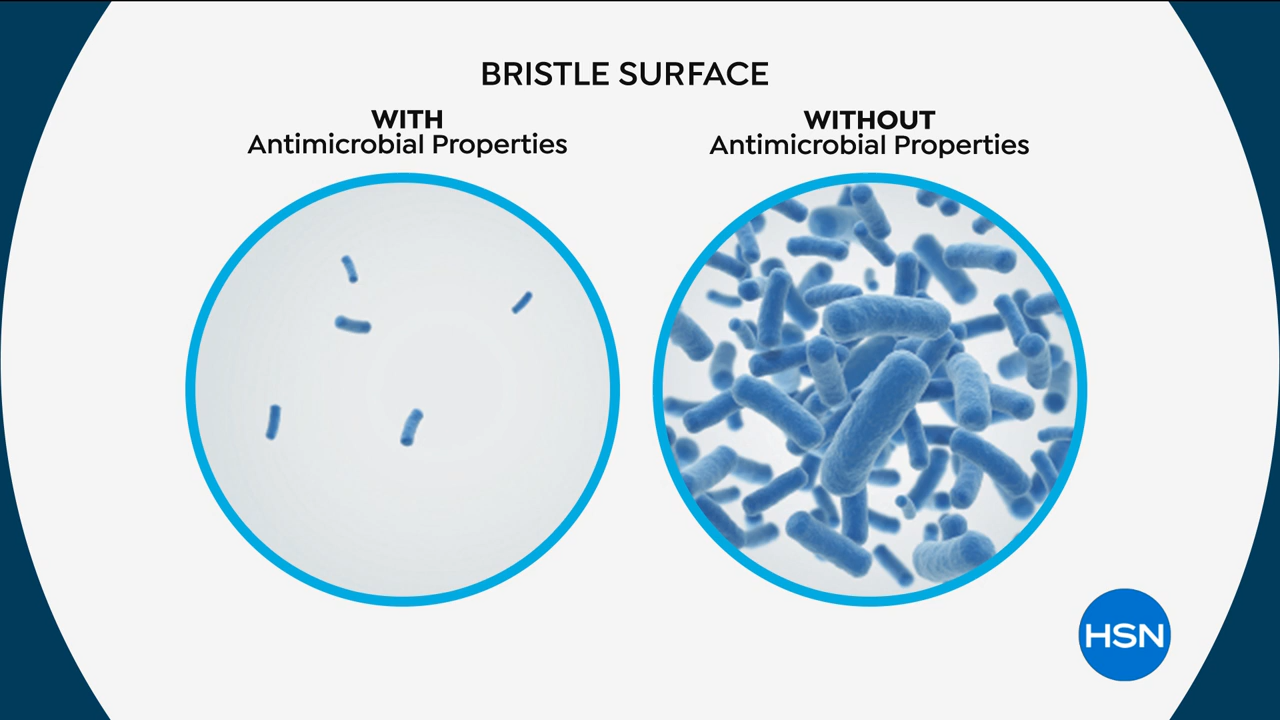 BRISTLE SURFACE
WITH
Antimicrobial Properties
WITHOUT
Antimicrobial Properties
HSN